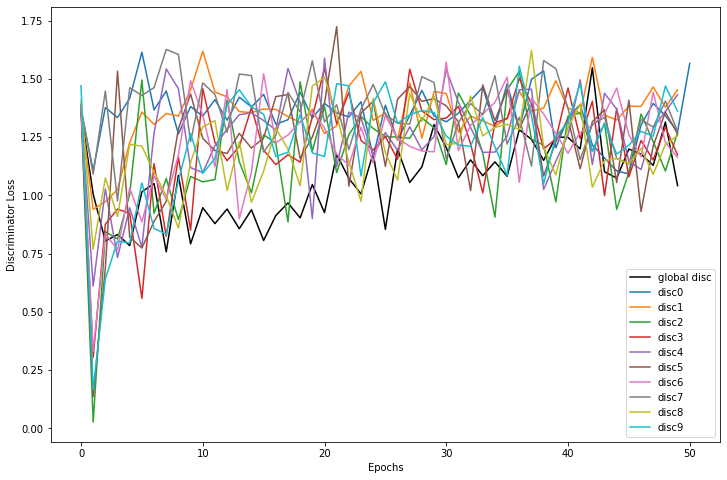 1.75
1.50
1.25
1.00
0.75
0.50
0.25
0.00
Discriminator Loss
0
10
20
30
40
50
Epochs
global disc
disc0
disc1
disc2
disc3
disc4
disc5
disc6
disc7
disc8
disc9